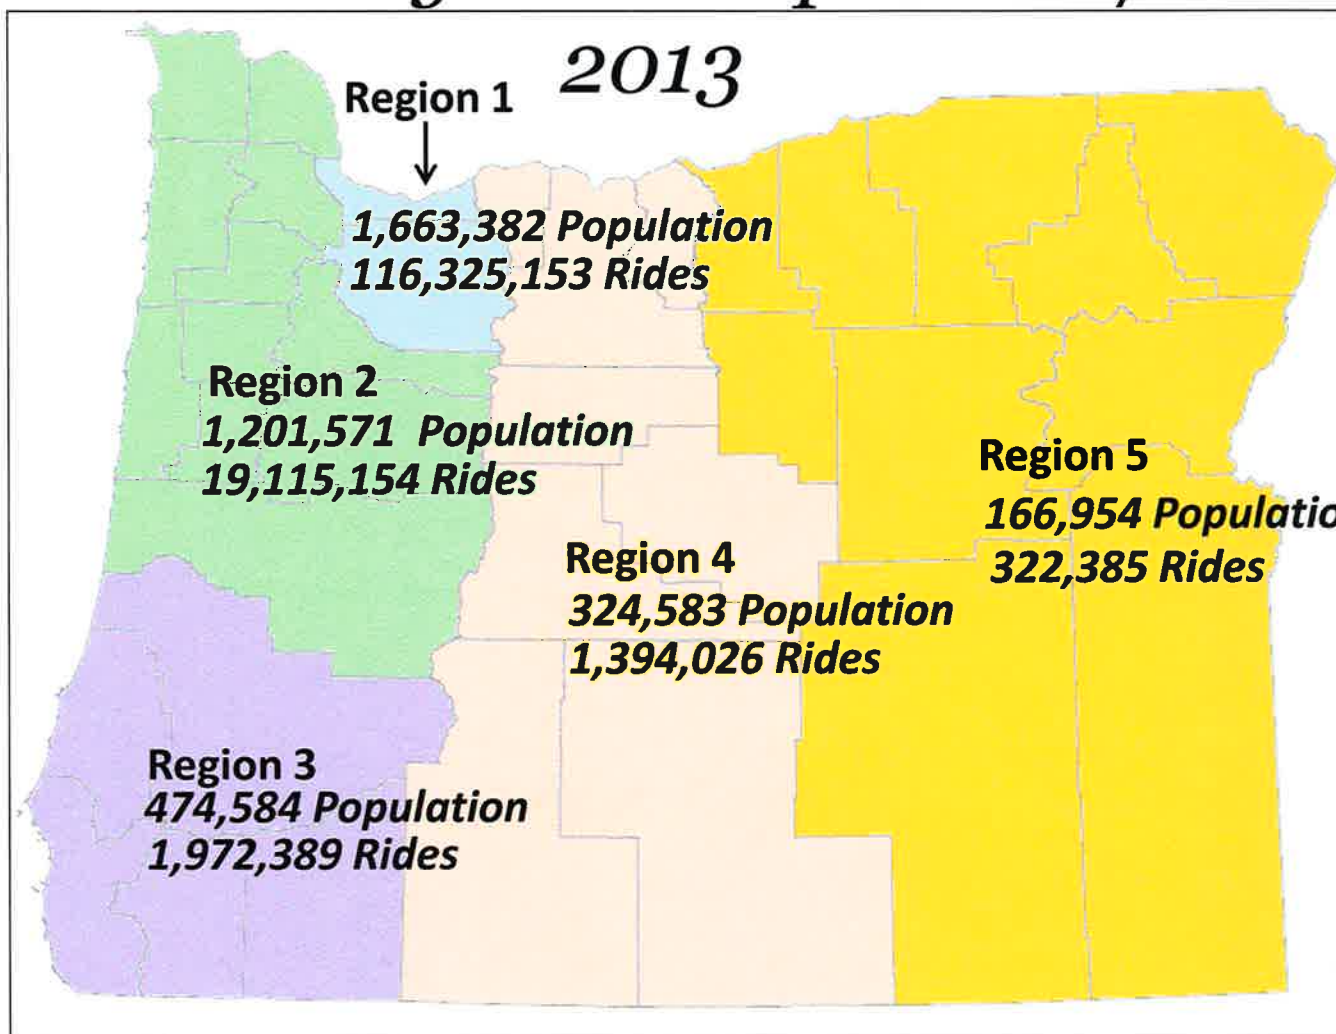 2013
Region 1
1,663,382 Population
116,325,153 Rides
Region 2
1,201,571 Population
19,115,154 Rides
Region 5
166,954
322,385 Rides
Region 4
324,583 Population
1,394,026 Rides
Region 3
474,584 Population
1,972,389 Rides